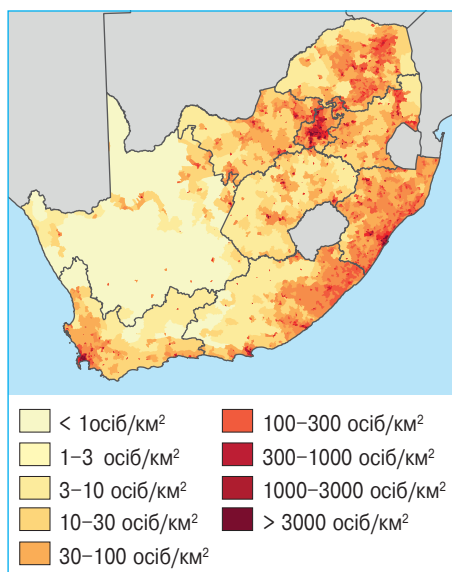 < 1осіб/км²
1–3 осіб/км²
3–10 осіб/км²
10–30 осіб/км²
30–100 осіб/км²
100–300 осіб/км²
300–1000 осіб/км²
1000–3000 осіб/км²
> 3000 осіб/км²